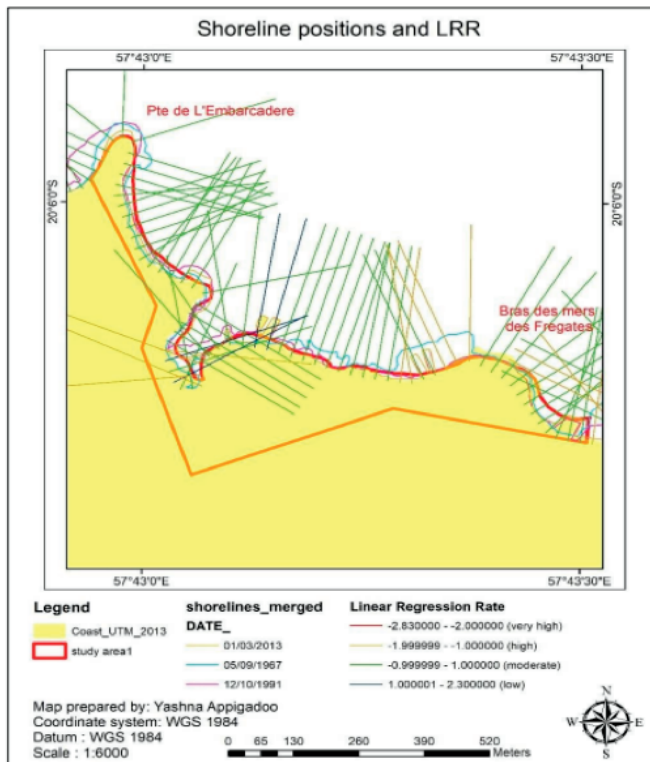 Shoreline positions and LRR
57°43'0"E
57°43'30"E
Pte de L'Embarcadere
20°6'0"S
20°6'0"S
Bras des mers
des Fregates
57°43'0"E
57°43'30"E
Legend
Coast_UTM_2013
study area1
shorelines_merged
DATE_
01/03/2013
05/09/1967
12/10/1991
Linear Regression Rate
-2.830000 - -2.000000 (very high)
-1.999999 - -1.000000 (high)
-0.999999 - 1.000000 (moderate)
1.000001 - 2.300000 (low)
Map prepared by: Yashna Appigadoo
Coordinate system: WGS 1984
Datum : WGS 1984
Scale : 1:6000
0 65 130 260 390 520
Meters
N
W E
S